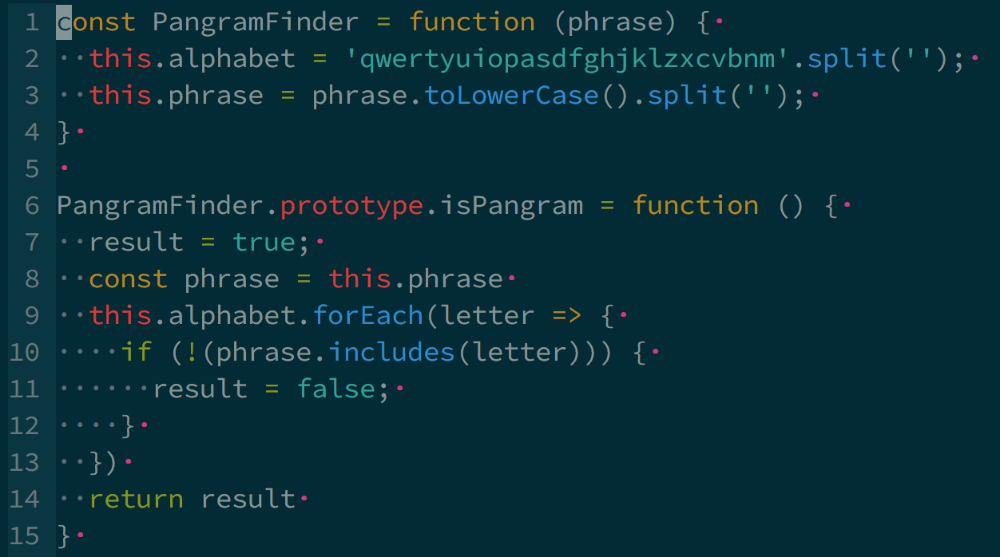 1 const PangramFinder = function (phrase) {
2   this.alphabet = 'qwertyuiopasdfghjklzxcvbnm'.split('');
3   this.phrase = phrase.toLowerCase().split('');
4 }
5
6 PangramFinder.prototype.isPangram = function () {
7   result = true;
8   const phrase = this.phrase
9   this.alphabet.forEach(letter => {
10     if (!(phrase.includes(letter))) {
11       result = false;
12     }
13   })
14   return result
15 }